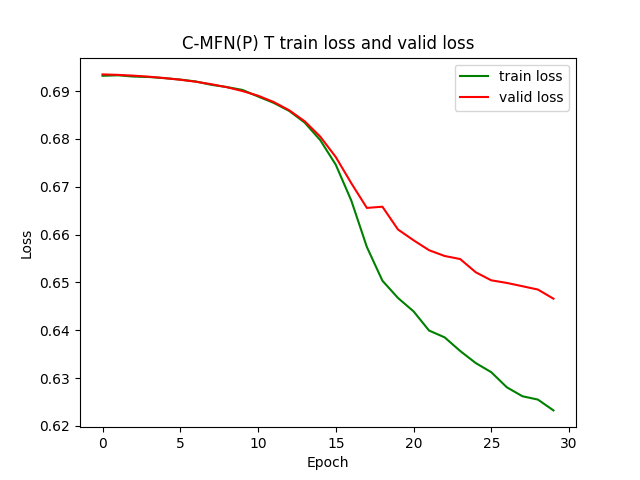 C-MFN(P) T train loss and valid loss
train loss
valid loss
Loss
0.69
0.68
0.67
0.66
0.65
0.64
0.63
0.62
0 5 10 15 20 25 30
Epoch